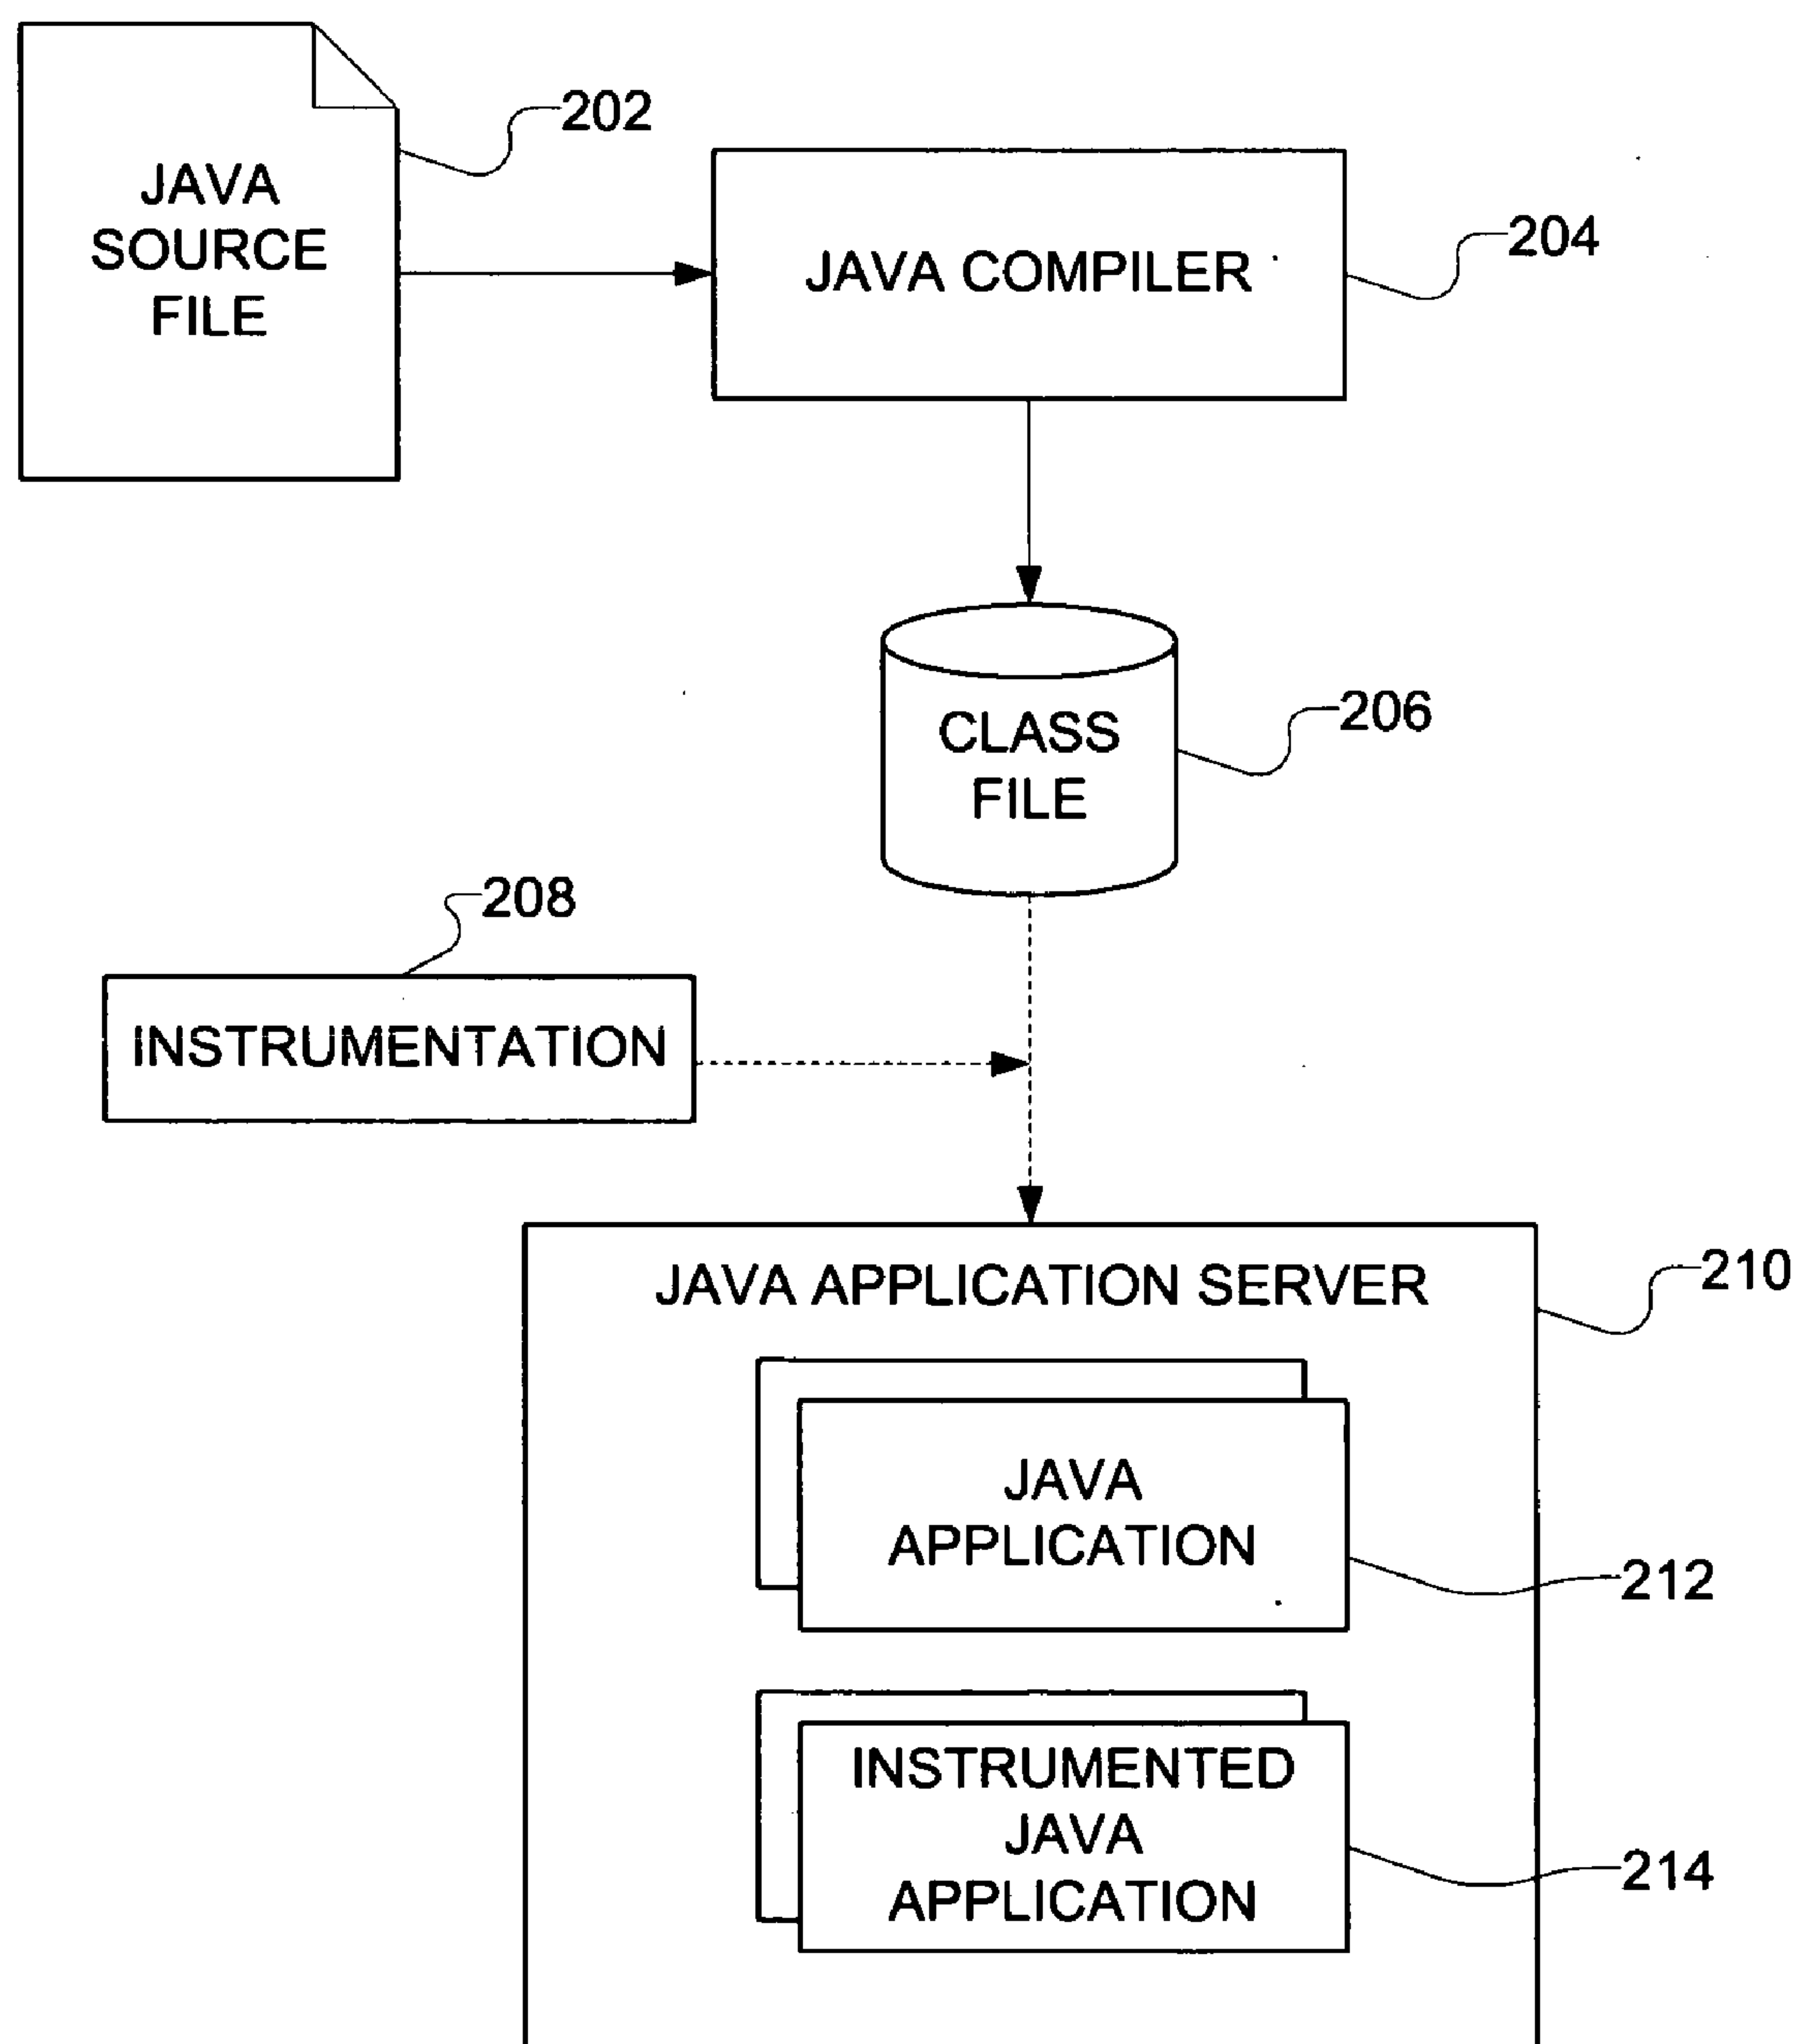 202
JAVA
SOURCE
FILE
JAVA COMPILER
204
CLASS
FILE
206
208
INSTRUMENTATION
JAVA APPLICATION SERVER
210
JAVA
APPLICATION
212
INSTRUMENTED
JAVA
APPLICATION
214